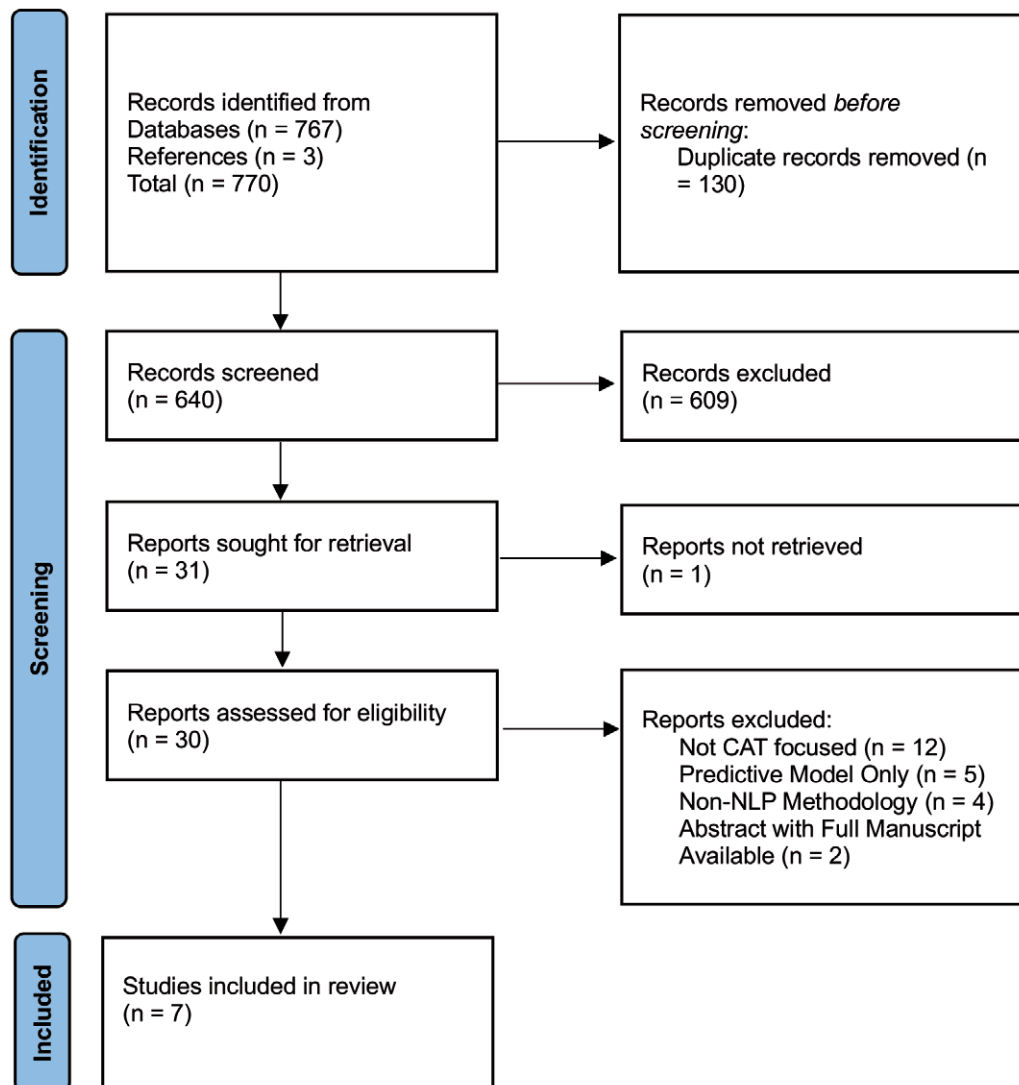 Identification
Records identified from
Databases (n = 767)
References (n = 3)
Total (n = 770)
Records removed before
screening:
Duplicate records removed (n
= 130)
Screening
Records screened
(n = 640)
Records excluded
(n = 609)
Reports sought for retrieval
(n = 31)
Reports not retrieved
(n = 1)
Reports assessed for eligibility
(n = 30)
Reports excluded:
Not CAT focused (n = 12)
Predictive Model Only (n = 5)
Non-NLP Methodology (n = 4)
Abstract with Full Manuscript
Available (n = 2)
Included
Studies included in review
(n = 7)